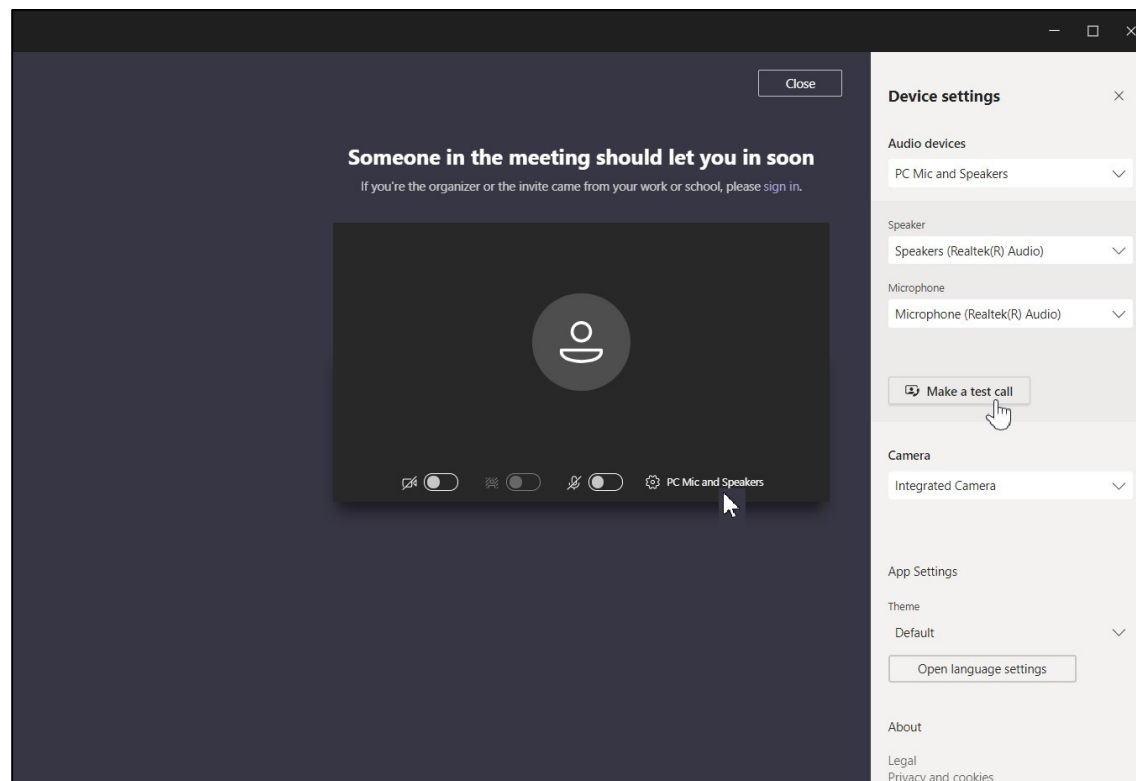 Close
Someone in the meeting should let you in soon
If you're the organizer or the invite came from your work or school, please sign in.
PC Mic and Speakers
Device settings
Audio devices
PC Mic and Speakers
Speaker
Speakers (Realtek(R) Audio)
Microphone
Microphone (Realtek(R) Audio)
Make a test call
Camera
Integrated Camera
App Settings
Theme
Default
Open language settings
About
Legal
Privacy and cookies